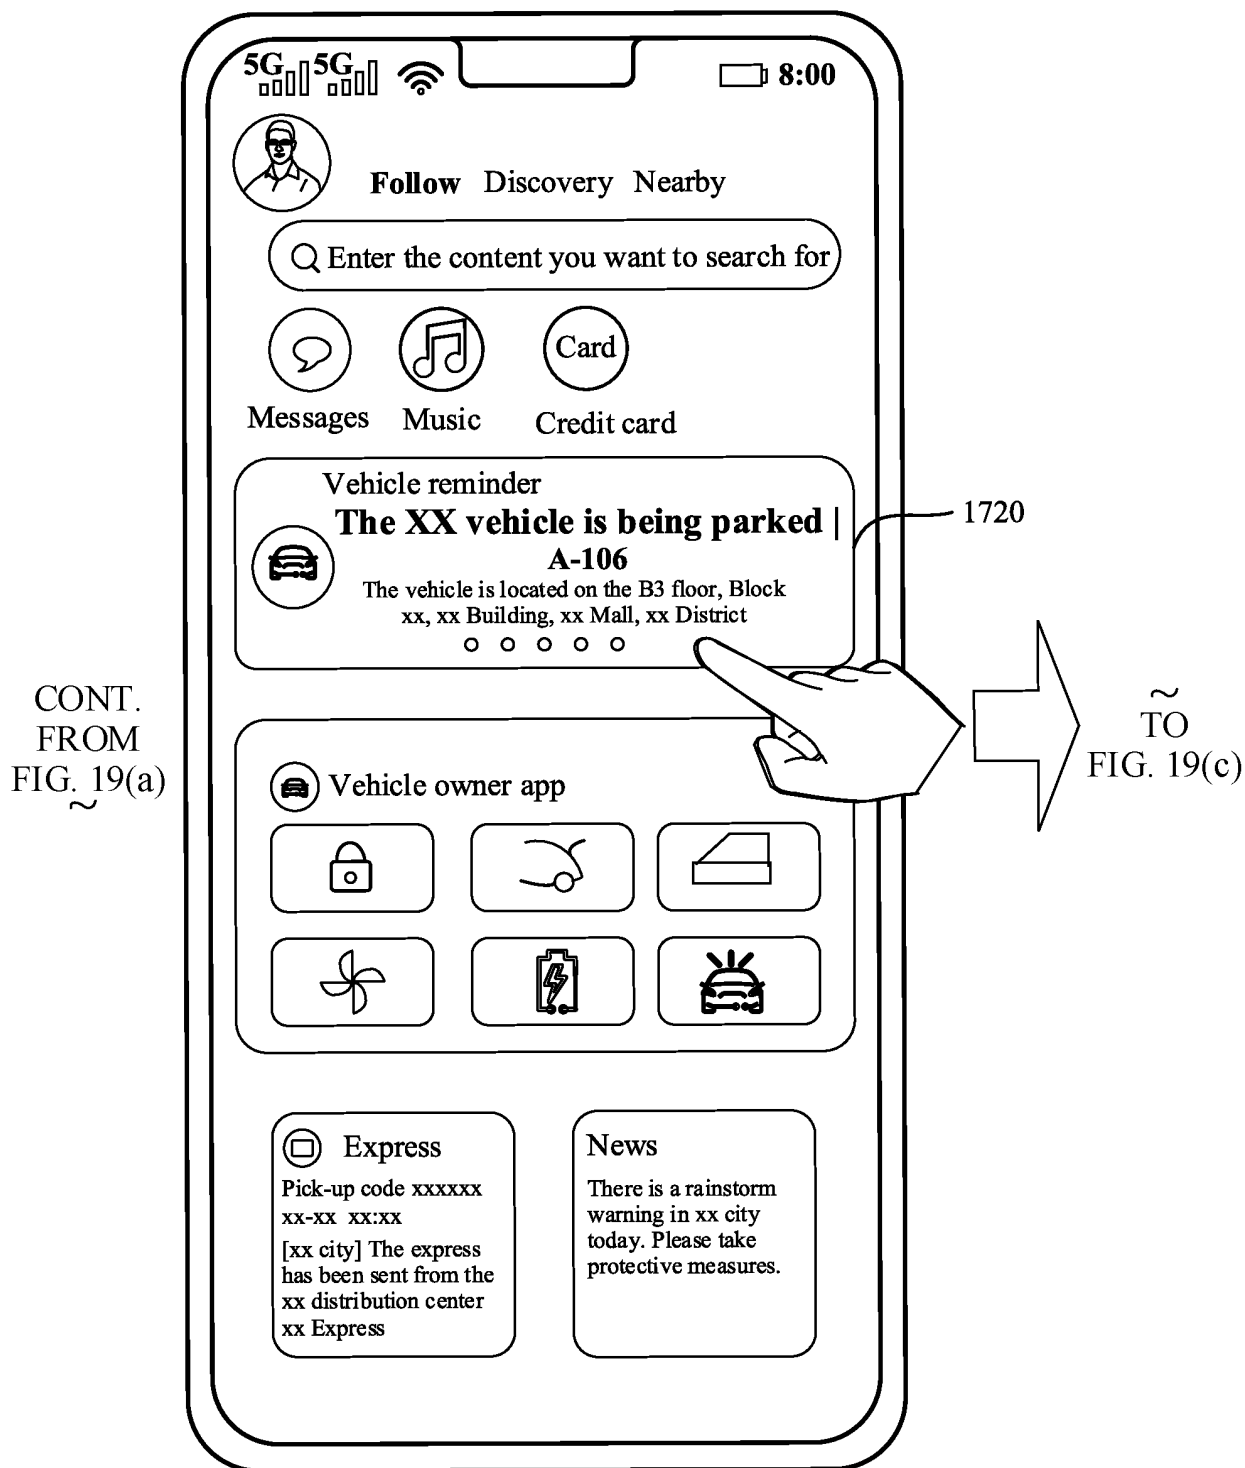 5G 5G 8:00
Follow Discovery Nearby
Enter the content you want to search for
Card
Messages Music Credit card
Vehicle reminder
The XX vehicle is being parked |
A-106
The vehicle is located on the B3 floor, Block
xx, xx Building, xx Mall, xx District
1720
CONT.
FROM
FIG. 19(a)
~
~
TO
FIG. 19(c)
Vehicle owner app
Express
Pick-up code xxxxxx
xx-xx xx:xx
[xx city] The express
has been sent from the
xx distribution center
xx Express
News
There is a rainstorm
warning in xx city
today. Please take
protective measures.